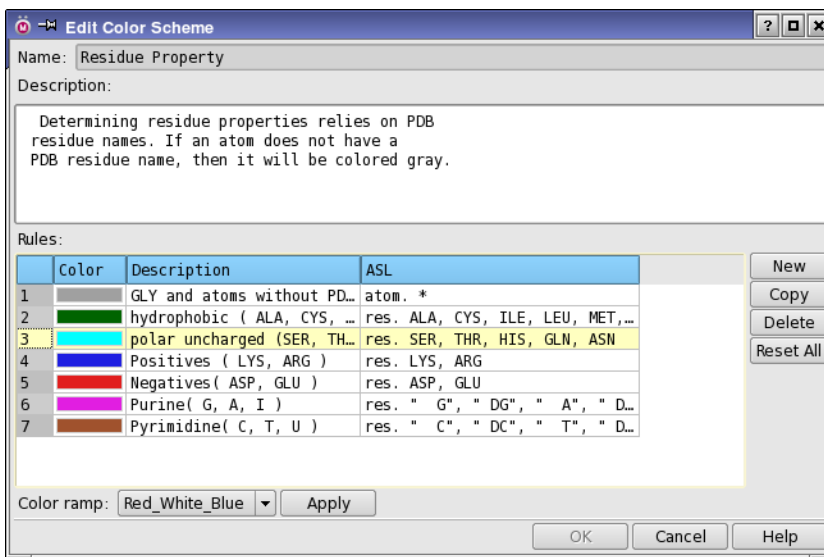 Edit Color Scheme
Name: Residue Property
Description:
Determining residue properties relies on PDB
residue names. If an atom does not have a
PDB residue name, then it will be colored gray.
Rules:
Color Description ASL
1 GLY and atoms without PD… atom. *
2 hydrophobic ( ALA, CYS, … res. ALA, CYS, ILE, LEU, MET,…
3 polar uncharged (SER, TH… res. SER, THR, HIS, GLN, ASN
4 Positives ( LYS, ARG ) res. LYS, ARG
5 Negatives( ASP, GLU ) res. ASP, GLU
6 Purine( G, A, I ) res. "  G", " DG", "  A", " D…
7 Pyrimidine( C, T, U ) res. "  C", " DC", "  T", " D…
New
Copy
Delete
Reset All
Color ramp: Red_White_Blue Apply
OK Cancel Help